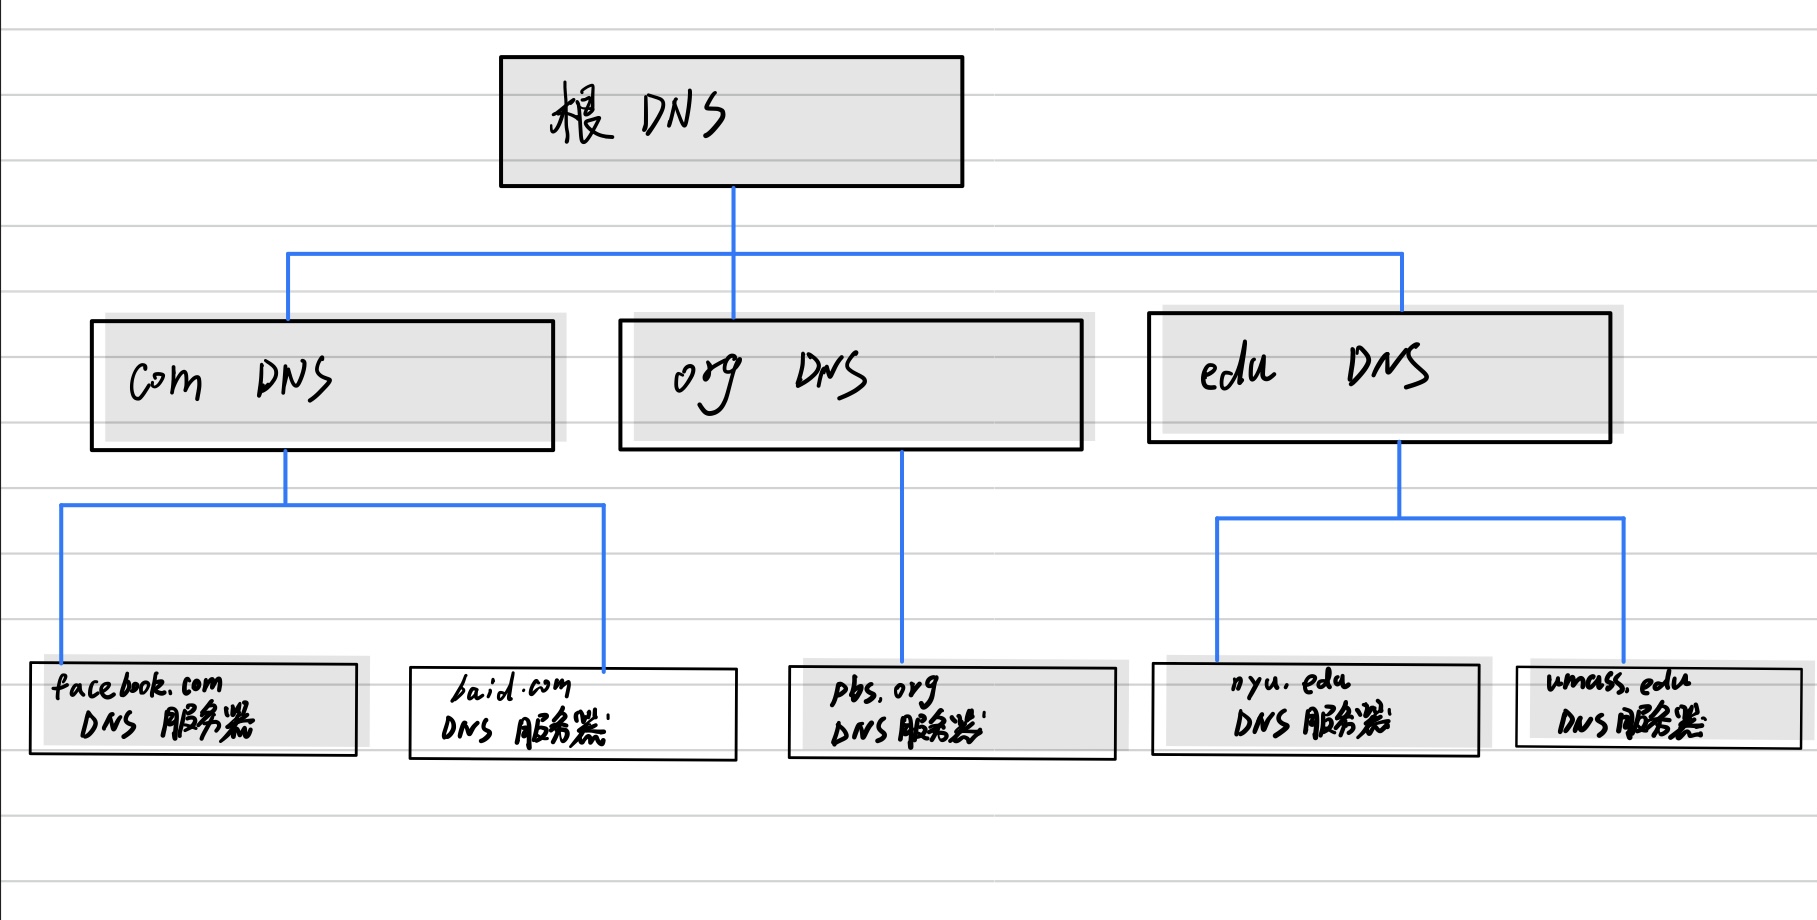 根 DNS
com DNS
org DNS
edu DNS
facebook.com
DNS 服务器
baid.com
DNS 服务器
pbs.org
DNS 服务器
nyu.edu
DNS 服务器
umass.edu
DNS 服务器